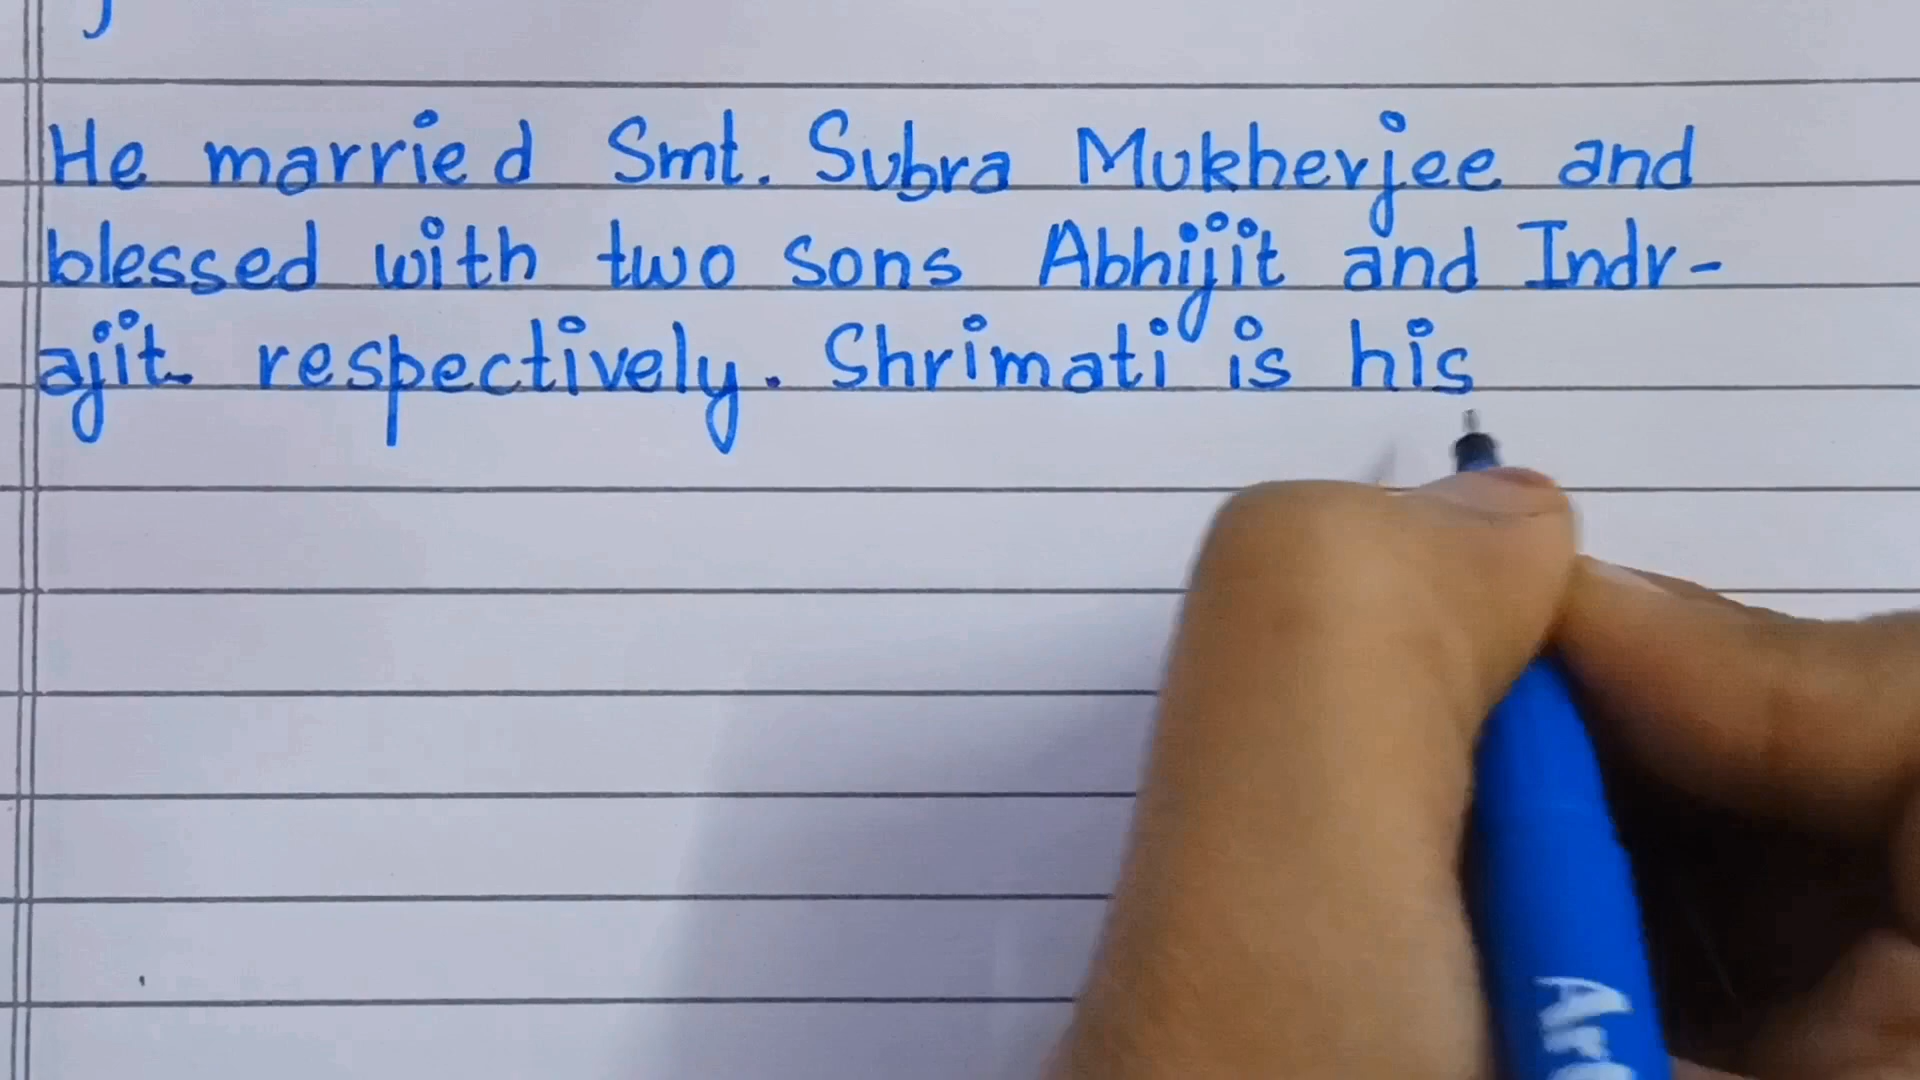 He married Smt. Subra Mukherjee and
blessed with two sons Abhijit and Indr-
ajit respectively. Shrimati is his